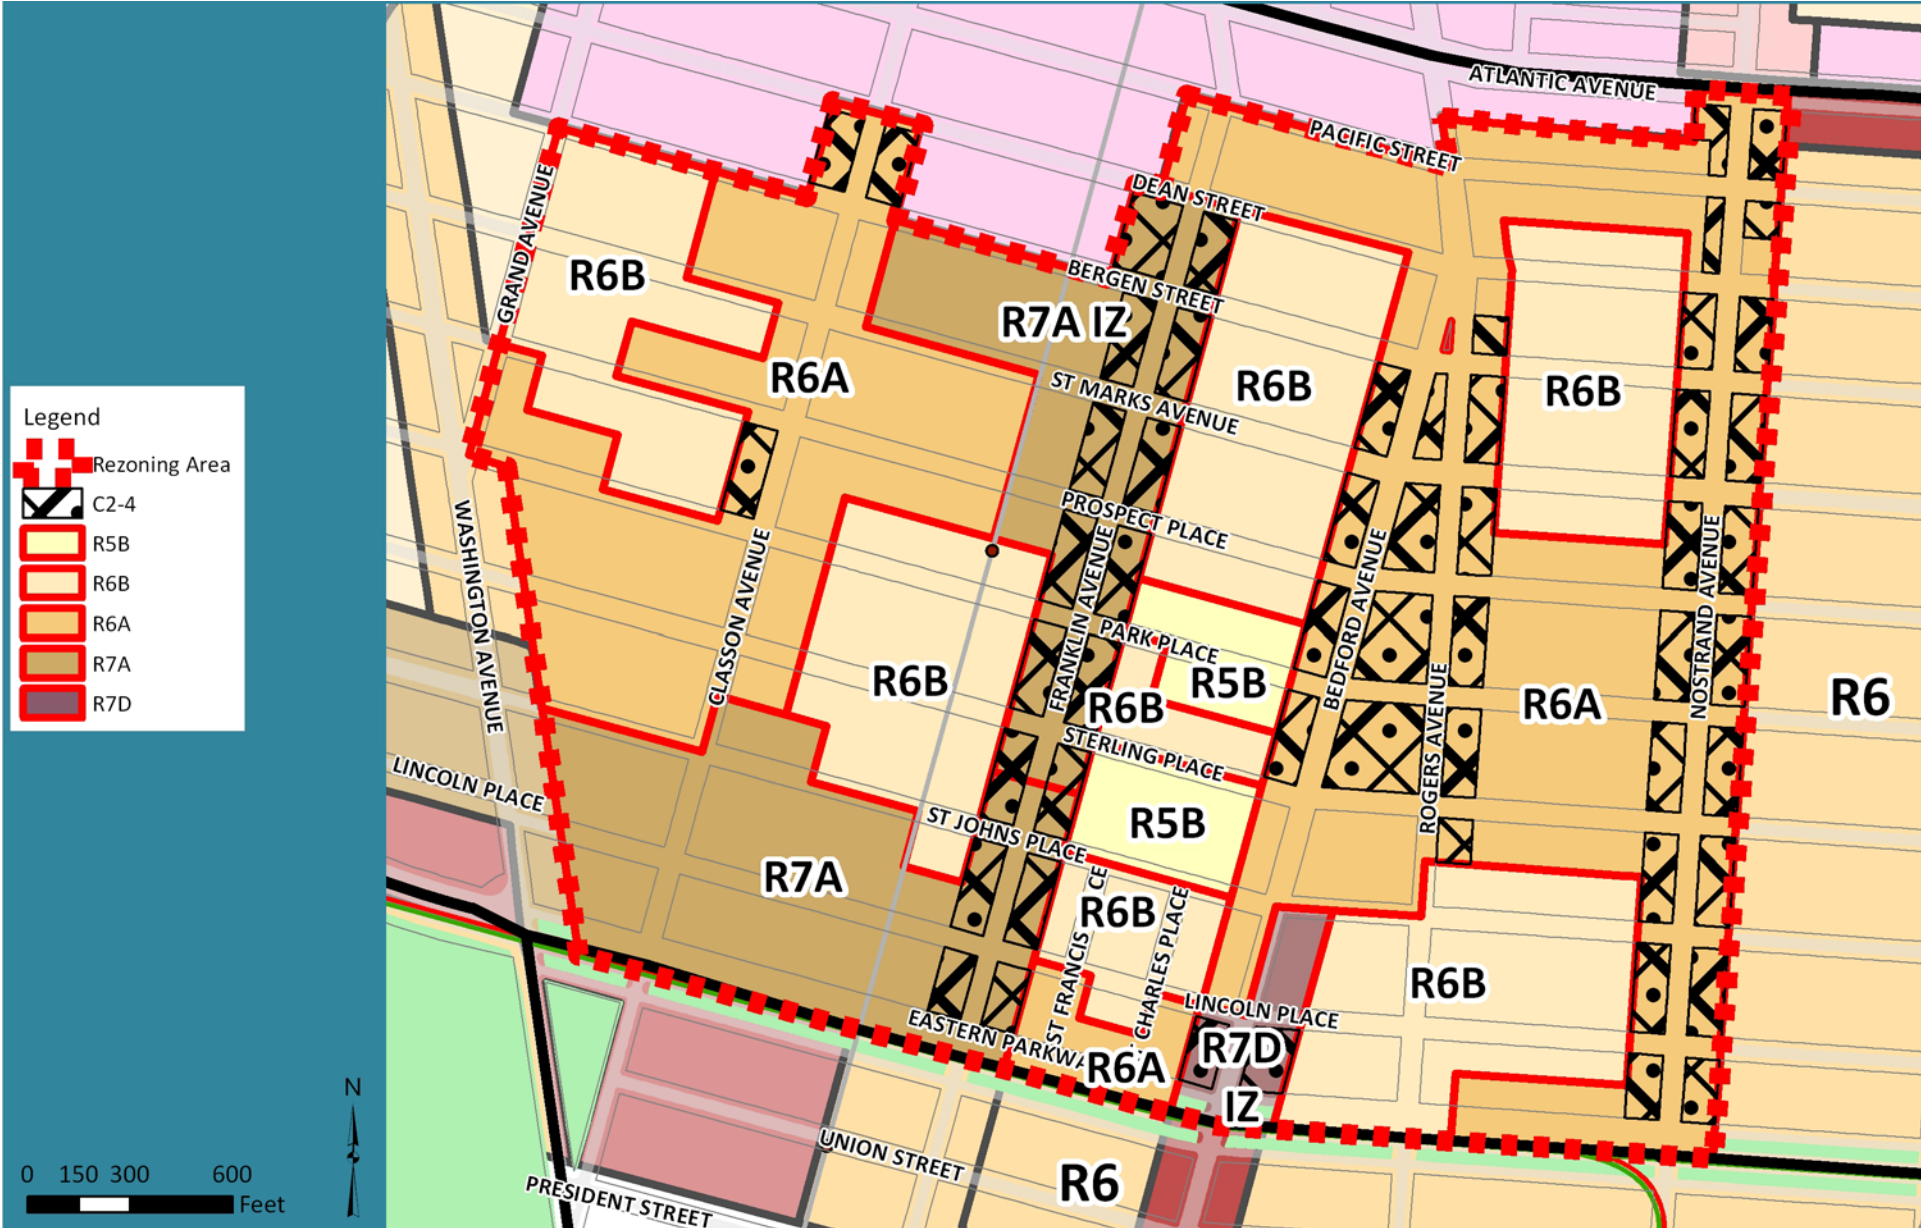 ATLANTIC AVENUE
PACIFIC STREET
DEAN STREET
GRAND AVENUE
R6B
BERGEN STREET
R7A IZ
R6A
ST MARKS AVENUE
R6B
R6B
Legend
Rezoning Area
C2-4
R5B
R6B
R6A
R7A
R7D
WASHINGTON AVENUE
CLASSON AVENUE
PROSPECT PLACE
FRANKLIN AVENUE
BEDFORD AVENUE
NOSTRAND AVENUE
PARK PLACE
R6B
R5B
R6B
ROGERS AVENUE
R6A
R6
STERLING PLACE
LINCOLN PLACE
R5B
ST JOHNS PLACE
R7A
R6B
ST FRANCIS
CE
CHARLES PLACE
R6B
LINCOLN PLACE
EASTERN PARKWA
R6A
R7D
IZ
UNION STREET
R6
PRESIDENT STREET
N
0 150 300 600
Feet